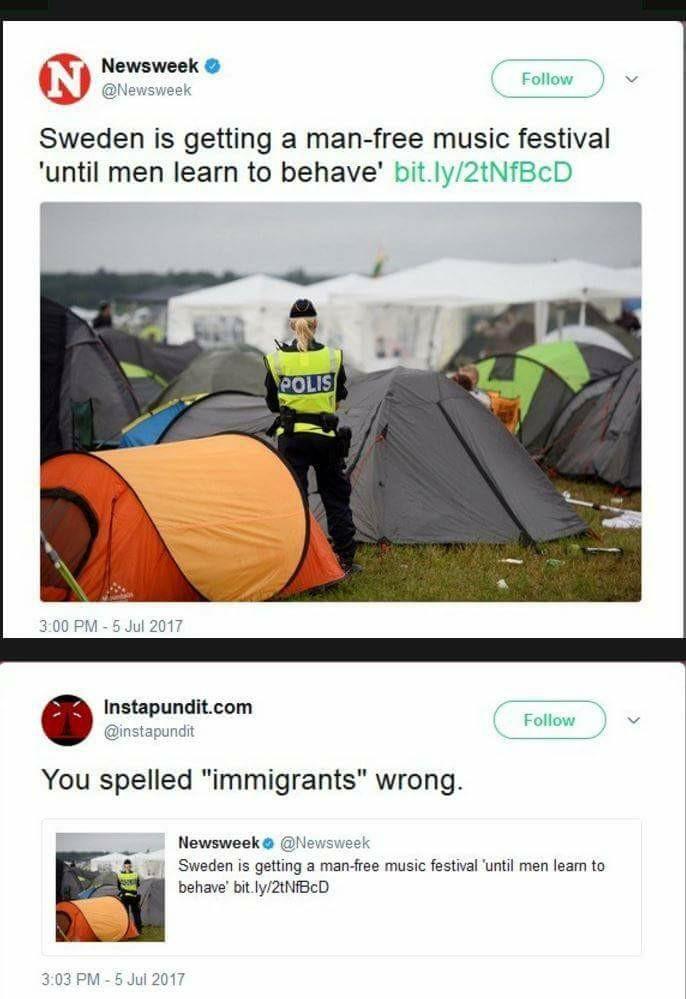 Newsweek
@Newsweek
Follow
Sweden is getting a man-free music festival
'until men learn to behave' bit.ly/2tNfBcD
POLIS
3:00 PM - 5 Jul 2017
Instapundit.com
@instapundit
Follow
You spelled "immigrants" wrong.
Newsweek @Newsweek
Sweden is getting a man-free music festival 'until men learn to
behave' bit.ly/2tNfBcD
3:03 PM - 5 Jul 2017